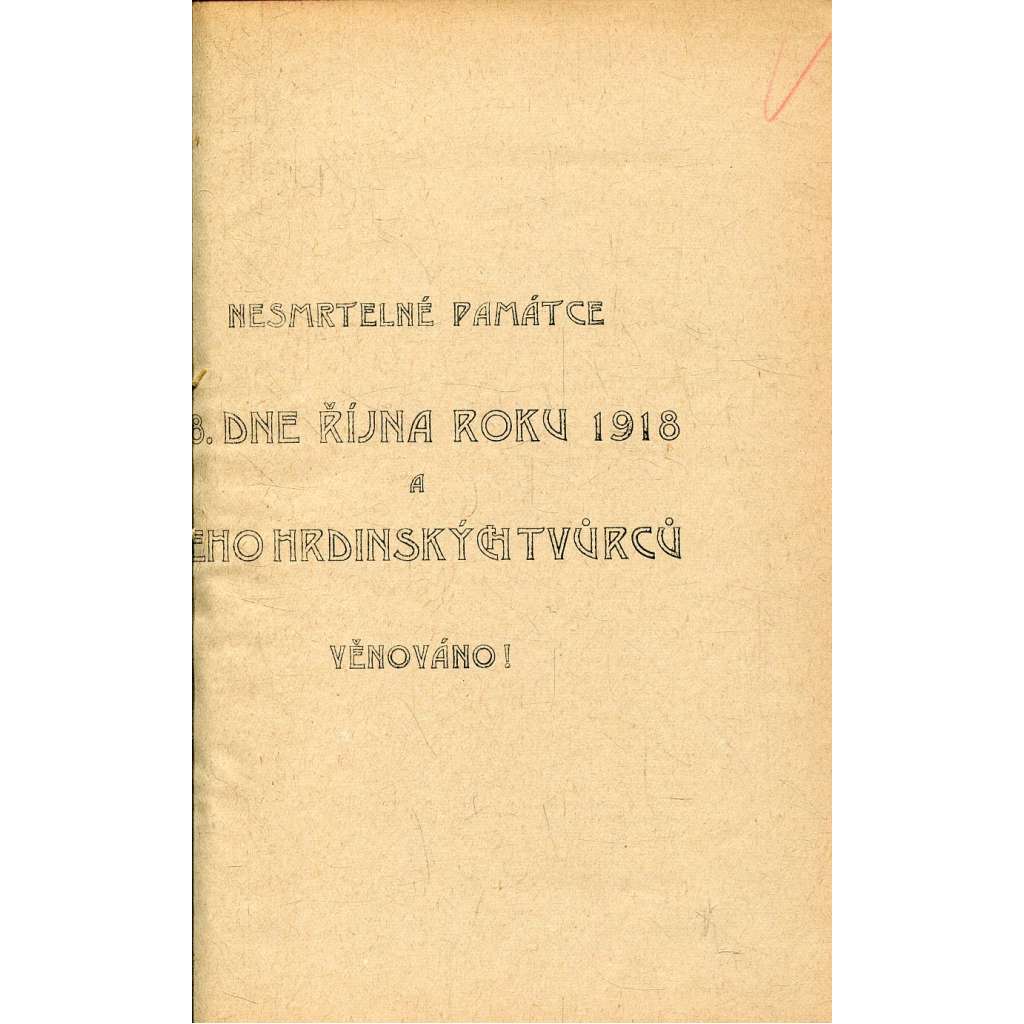 NESMRTELNÉ PAMÁTCE
8. DNE ŘÍJNA ROKU 1918
A
EHO HRDINSKÝCH TVŮRCŮ
VĚNOVÁNO!